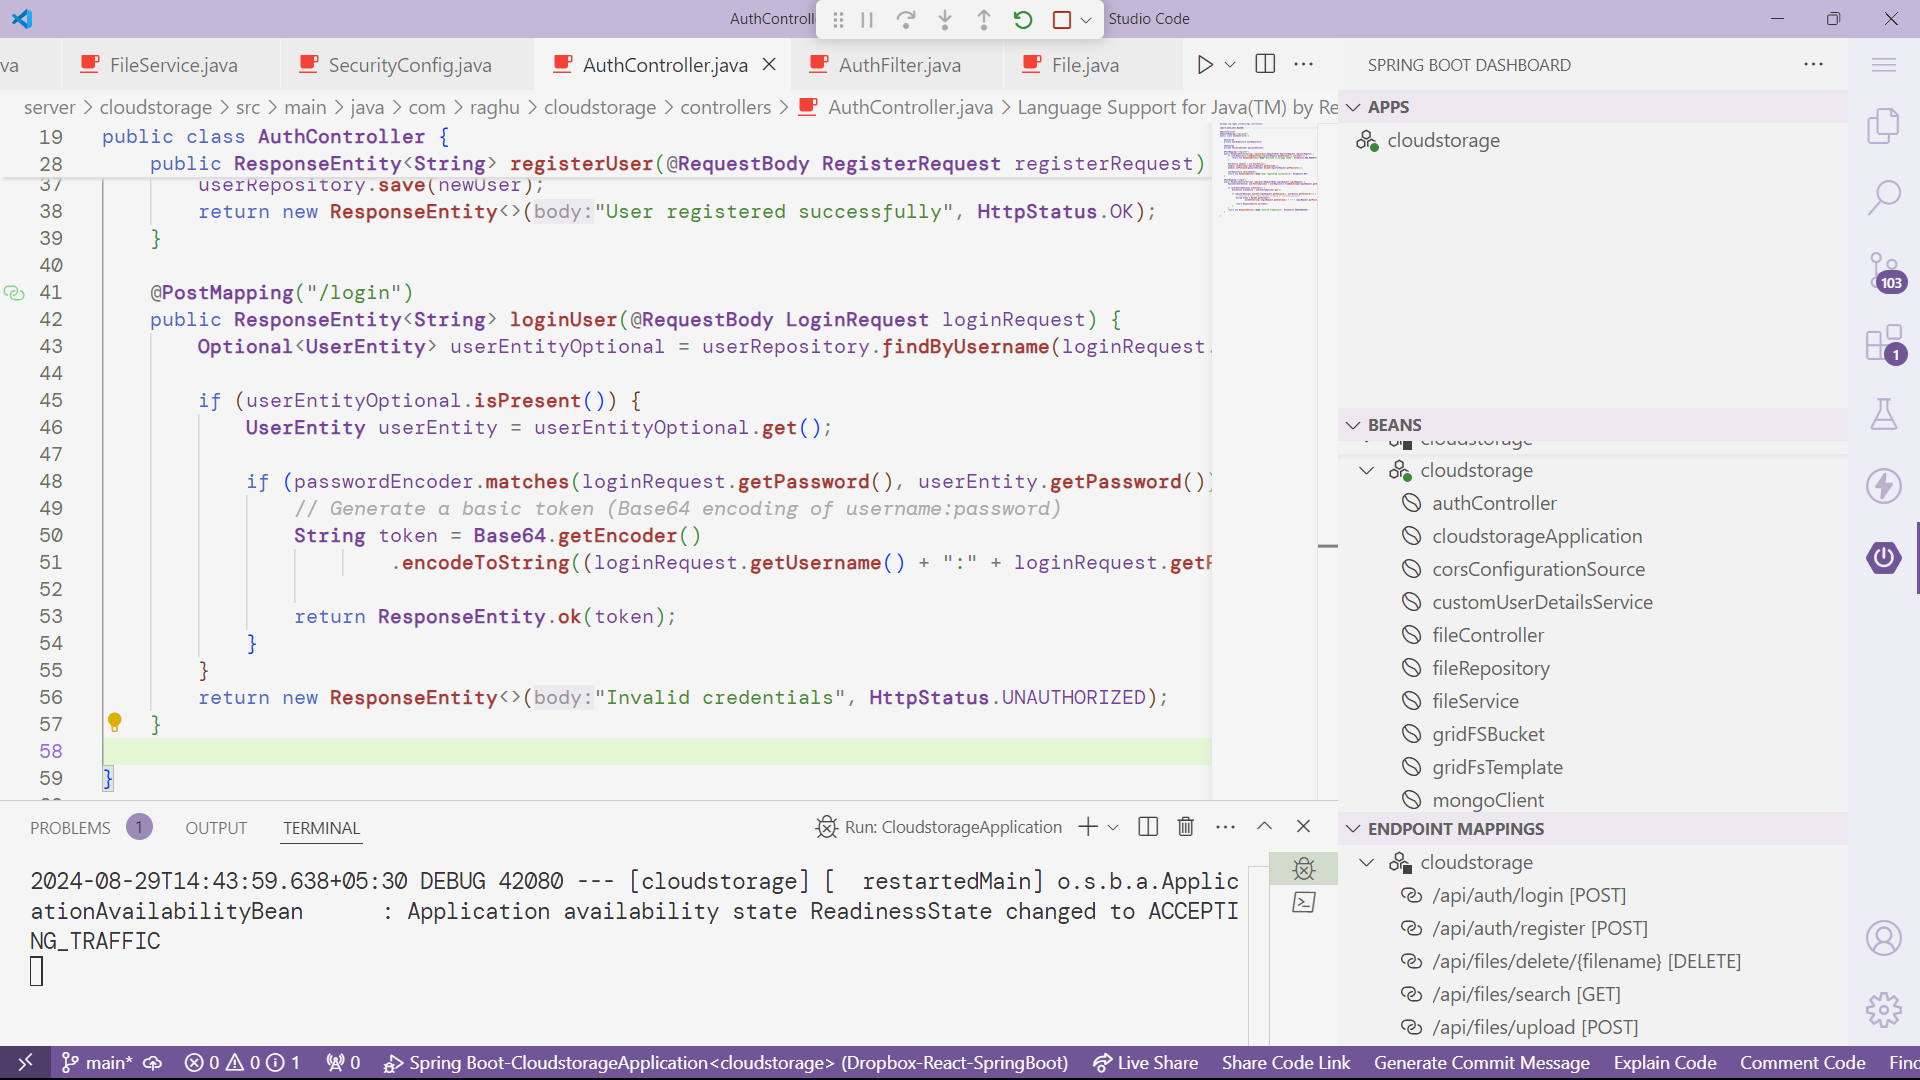 AuthControll
Studio Code
va
FileService.java
SecurityConfig.java
AuthController.java
AuthFilter.java
File.java
SPRING BOOT DASHBOARD
server > cloudstorage > src > main > java > com > raghu > cloudstorage > controllers > AuthController.java > Language Support for Java(TM) by Re
19 public class AuthController {
28 public ResponseEntity<String> registerUser(@RequestBody RegisterRequest registerRequest)
37 userRepository.save(newUser);
38 return new ResponseEntity<>(body:"User registered successfully", HttpStatus.OK);
39 }
40
41 @PostMapping("/login")
42 public ResponseEntity<String> loginUser(@RequestBody LoginRequest loginRequest) {
43 Optional<UserEntity> userEntityOptional = userRepository.findByUsername(loginRequest.
44
45 if (userEntityOptional.isPresent()) {
46 UserEntity userEntity = userEntityOptional.get();
47
48 if (passwordEncoder.matches(loginRequest.getPassword(), userEntity.getPassword())
49 // Generate a basic token (Base64 encoding of username:password)
50 String token = Base64.getEncoder()
51 .encodeToString((loginRequest.getUsername() + ":" + loginRequest.getP
52
53 return ResponseEntity.ok(token);
54 }
55 }
56 return new ResponseEntity<>(body:"Invalid credentials", HttpStatus.UNAUTHORIZED);
57 }
58
59 }
APPS
cloudstorage
BEANS
cloudstorage
cloudstorage
authController
cloudstorageApplication
corsConfigurationSource
customUserDetailsService
fileController
fileRepository
fileService
gridFSBucket
gridFsTemplate
mongoClient
ENDPOINT MAPPINGS
cloudstorage
/api/auth/login [POST]
/api/auth/register [POST]
/api/files/delete/{filename} [DELETE]
/api/files/search [GET]
/api/files/upload [POST]
103
1
PROBLEMS 1 OUTPUT TERMINAL
Run: CloudstorageApplication
2024-08-29T14:43:59.638+05:30 DEBUG 42080 --- [cloudstorage] [  restartedMain] o.s.b.a.Applic
ationAvailabilityBean      : Application availability state ReadinessState changed to ACCEPTI
NG_TRAFFIC
main* 0 0 1 0 Spring Boot-CloudstorageApplication<cloudstorage> (Dropbox-React-SpringBoot) Live Share Share Code Link Generate Commit Message Explain Code Comment Code Find